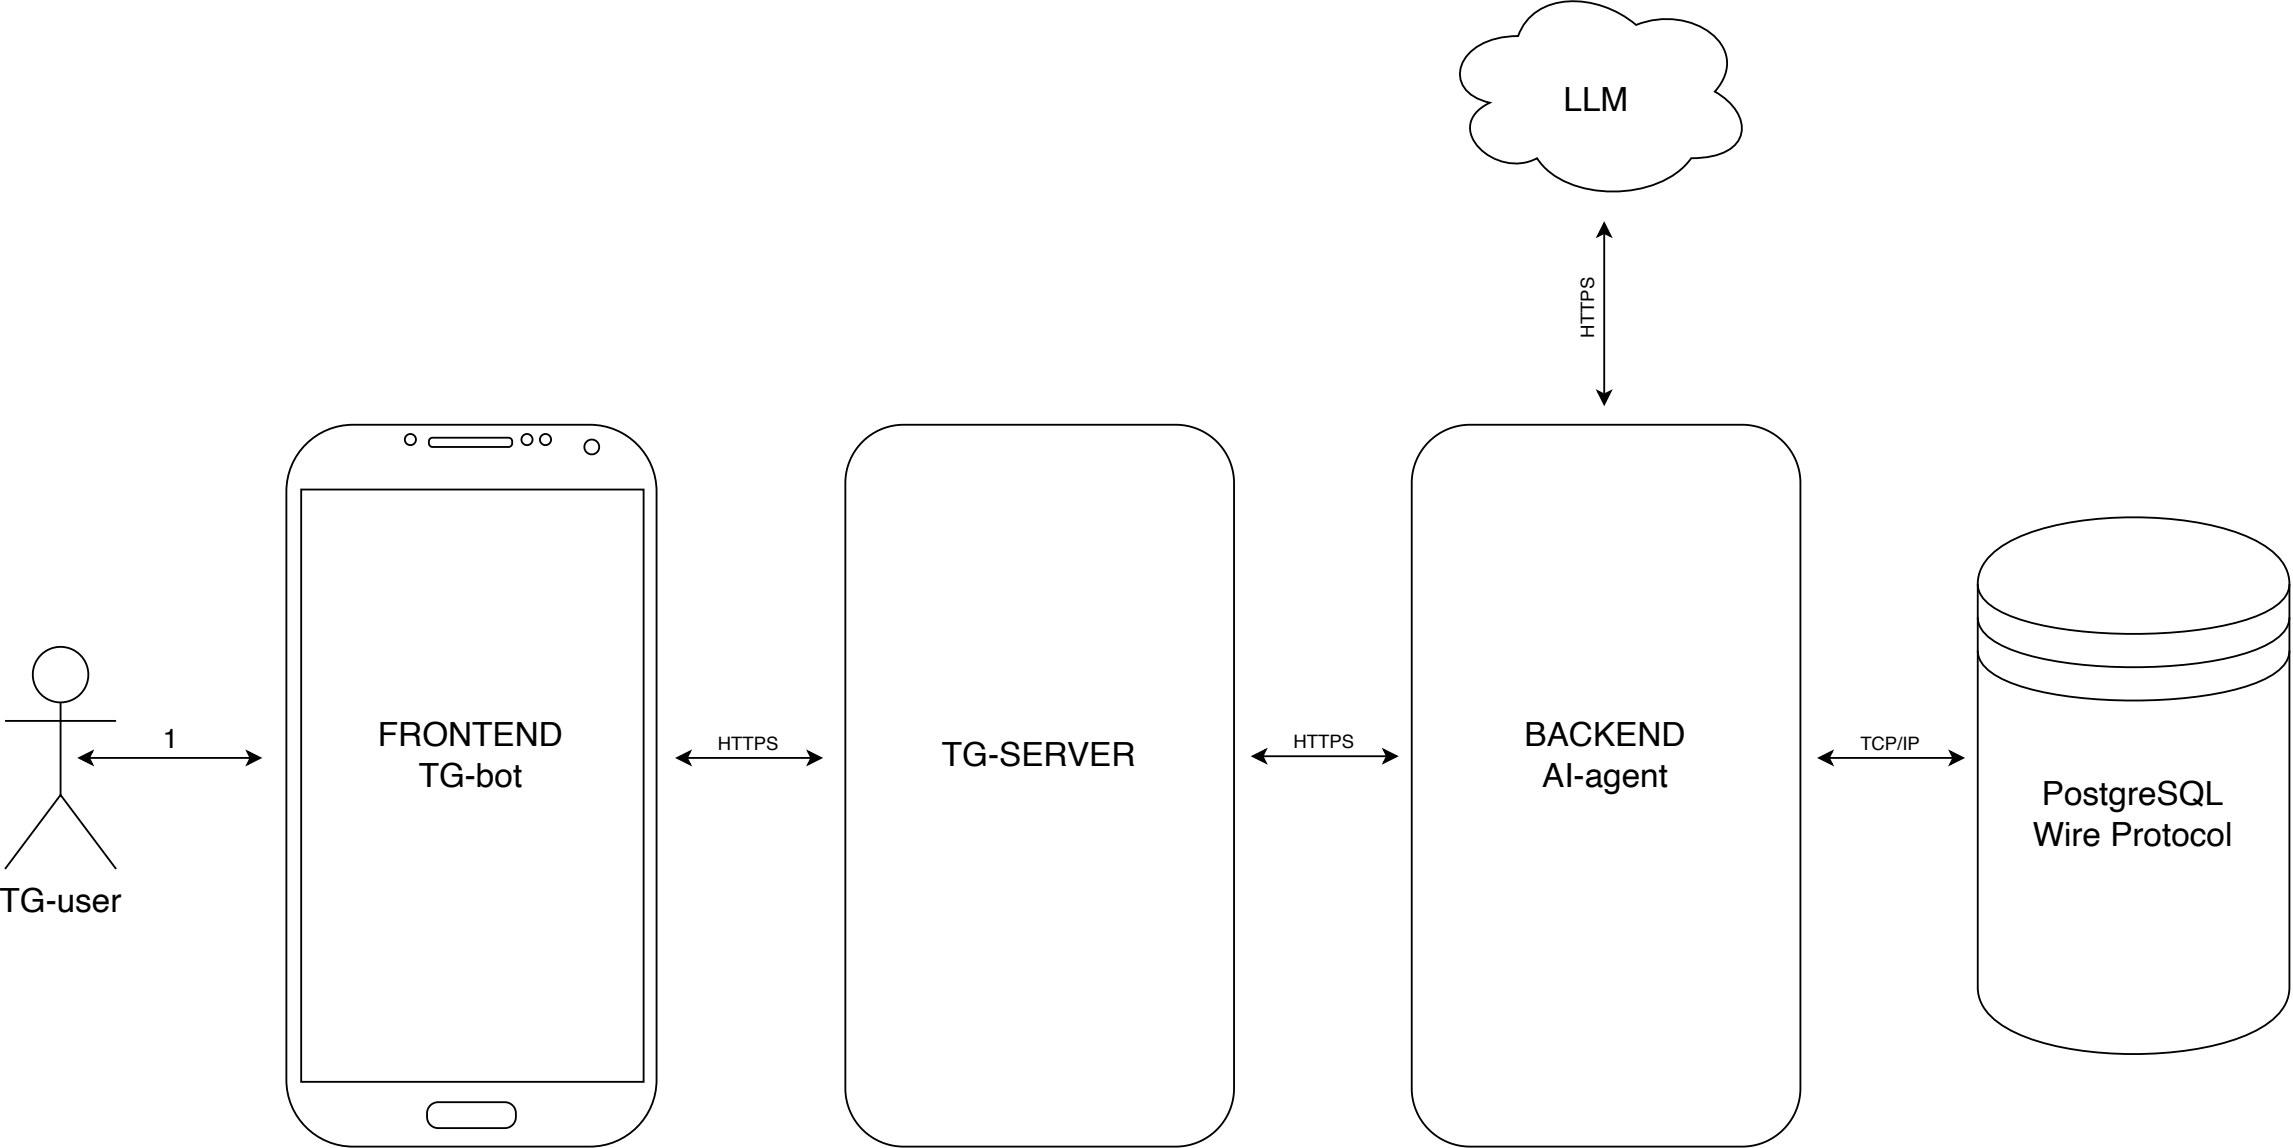 LLM
HTTPS
FRONTEND
TG-bot
TG-SERVER
BACKEND
AI-agent
PostgreSQL
Wire Protocol
1
HTTPS
HTTPS
TCP/IP
TG-user